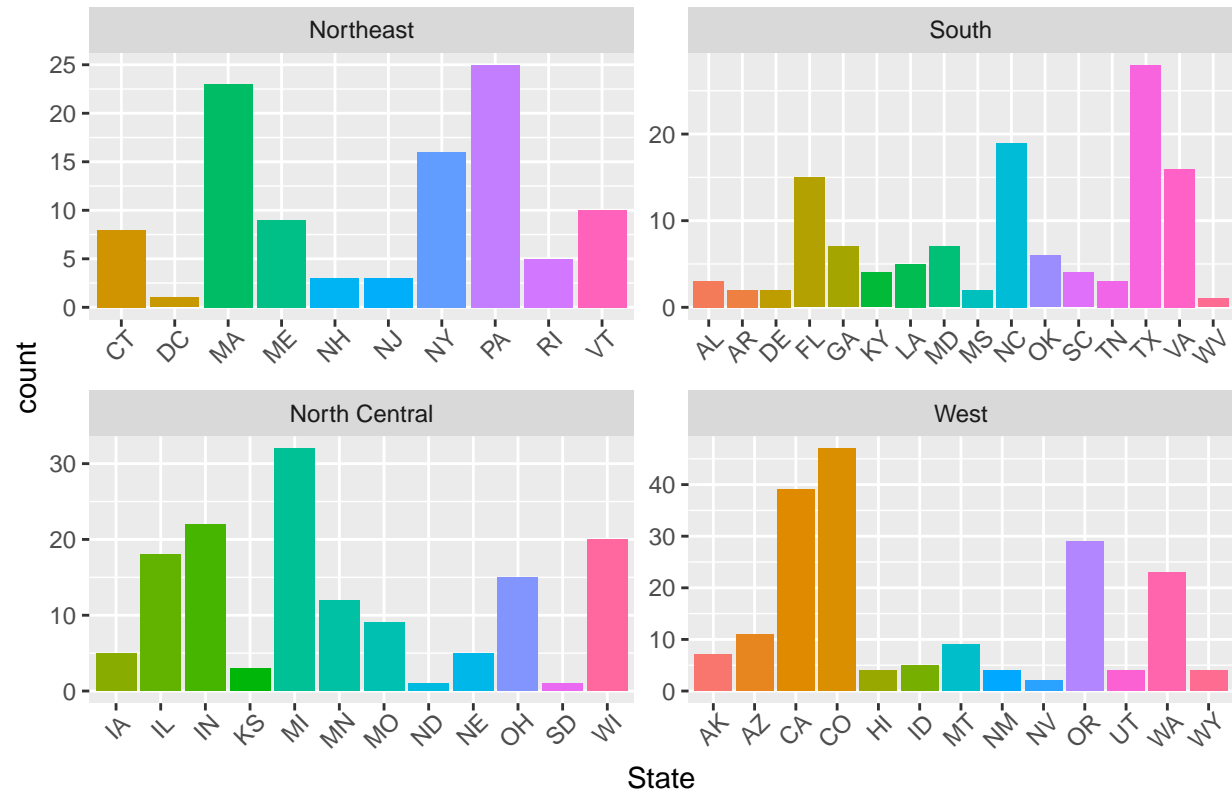 Northeast
South
25
20
15
10
5
0
20
10
0
CT DC MA ME NH NJ NY PA RI VT
AL AR DE FL GA KY LA MD MS NC OK SC TN TX VA WV
count
North Central
West
30
20
10
0
40
30
20
10
0
IA IL IN KS MI MN MO ND NE OH SD WI
AK AZ CA CO HI ID MT NM NV OR UT WA WY
State